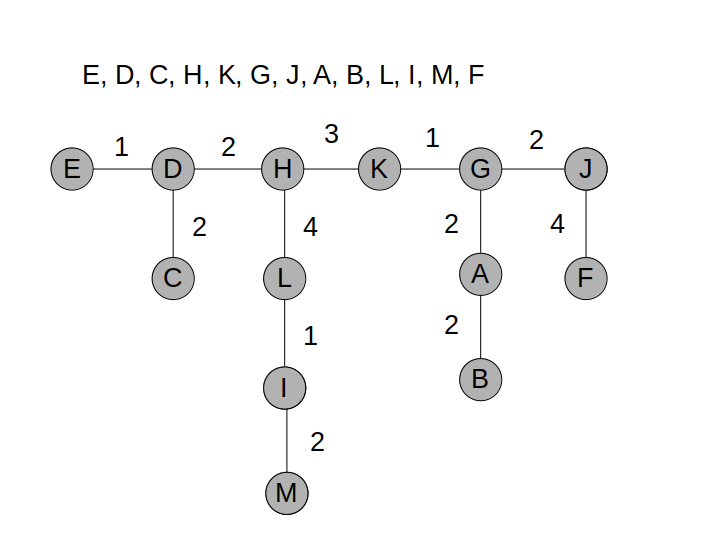 E, D, C, H, K, G, J, A, B, L, I, M, F
1 2 3 1 2
E D H K G J
2 4 2 4
C L A F
1 2
I B
2
M